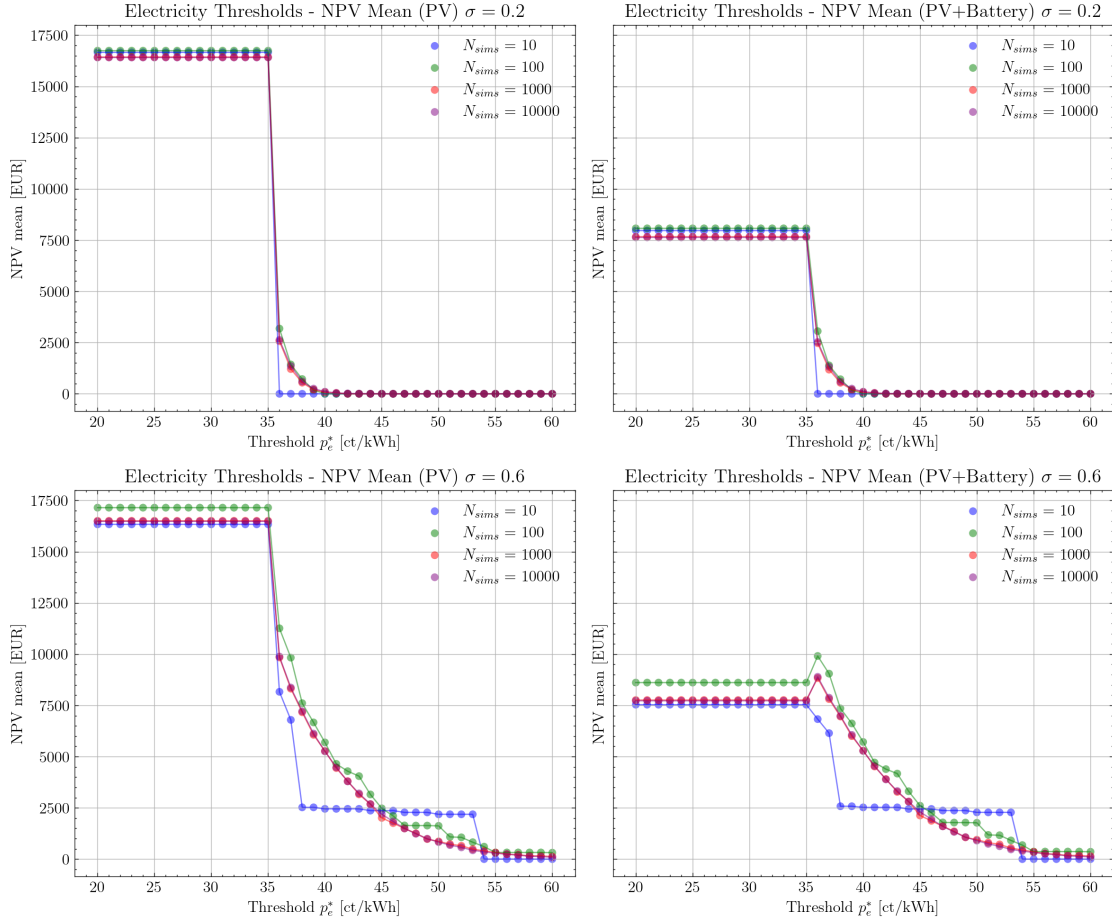 Electricity Thresholds - NPV Mean (PV) σ = 0.2
17500
15000
12500
10000
7500
5000
2500
0
NPV mean [EUR]
N_sims = 10
N_sims = 100
N_sims = 1000
N_sims = 10000
20 25 30 35 40 45 50 55 60
Threshold p_e^* [ct/kWh]
Electricity Thresholds - NPV Mean (PV+Battery) σ = 0.2
NPV mean [EUR]
N_sims = 10
N_sims = 100
N_sims = 1000
N_sims = 10000
20 25 30 35 40 45 50 55 60
Threshold p_e^* [ct/kWh]
Electricity Thresholds - NPV Mean (PV) σ = 0.6
17500
15000
12500
10000
7500
5000
2500
0
NPV mean [EUR]
N_sims = 10
N_sims = 100
N_sims = 1000
N_sims = 10000
20 25 30 35 40 45 50 55 60
Threshold p_e^* [ct/kWh]
Electricity Thresholds - NPV Mean (PV+Battery) σ = 0.6
NPV mean [EUR]
N_sims = 10
N_sims = 100
N_sims = 1000
N_sims = 10000
20 25 30 35 40 45 50 55 60
Threshold p_e^* [ct/kWh]